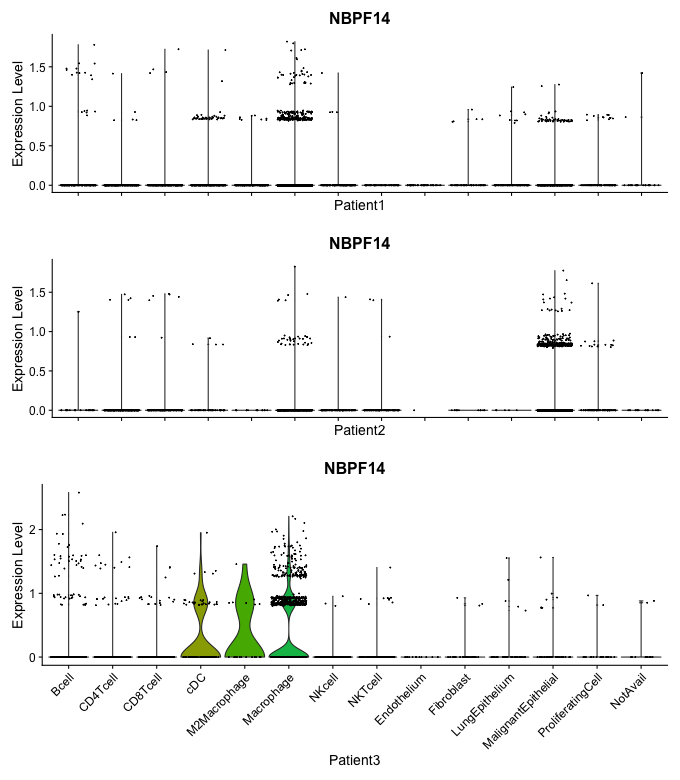 NBPF14
Expression Level
1.5
1.0
0.5
0.0
Patient1
NBPF14
Expression Level
1.5
1.0
0.5
0.0
Patient2
NBPF14
Expression Level
2
1
0
Bcell
CD4Tcell
CD8Tcell
cDC
M2Macrophage
Macrophage
NKcell
NKTcell
Endothelium
Fibroblast
LungEpithelium
MalignantEpithelial
ProliferatingCell
NotAvail
Patient3